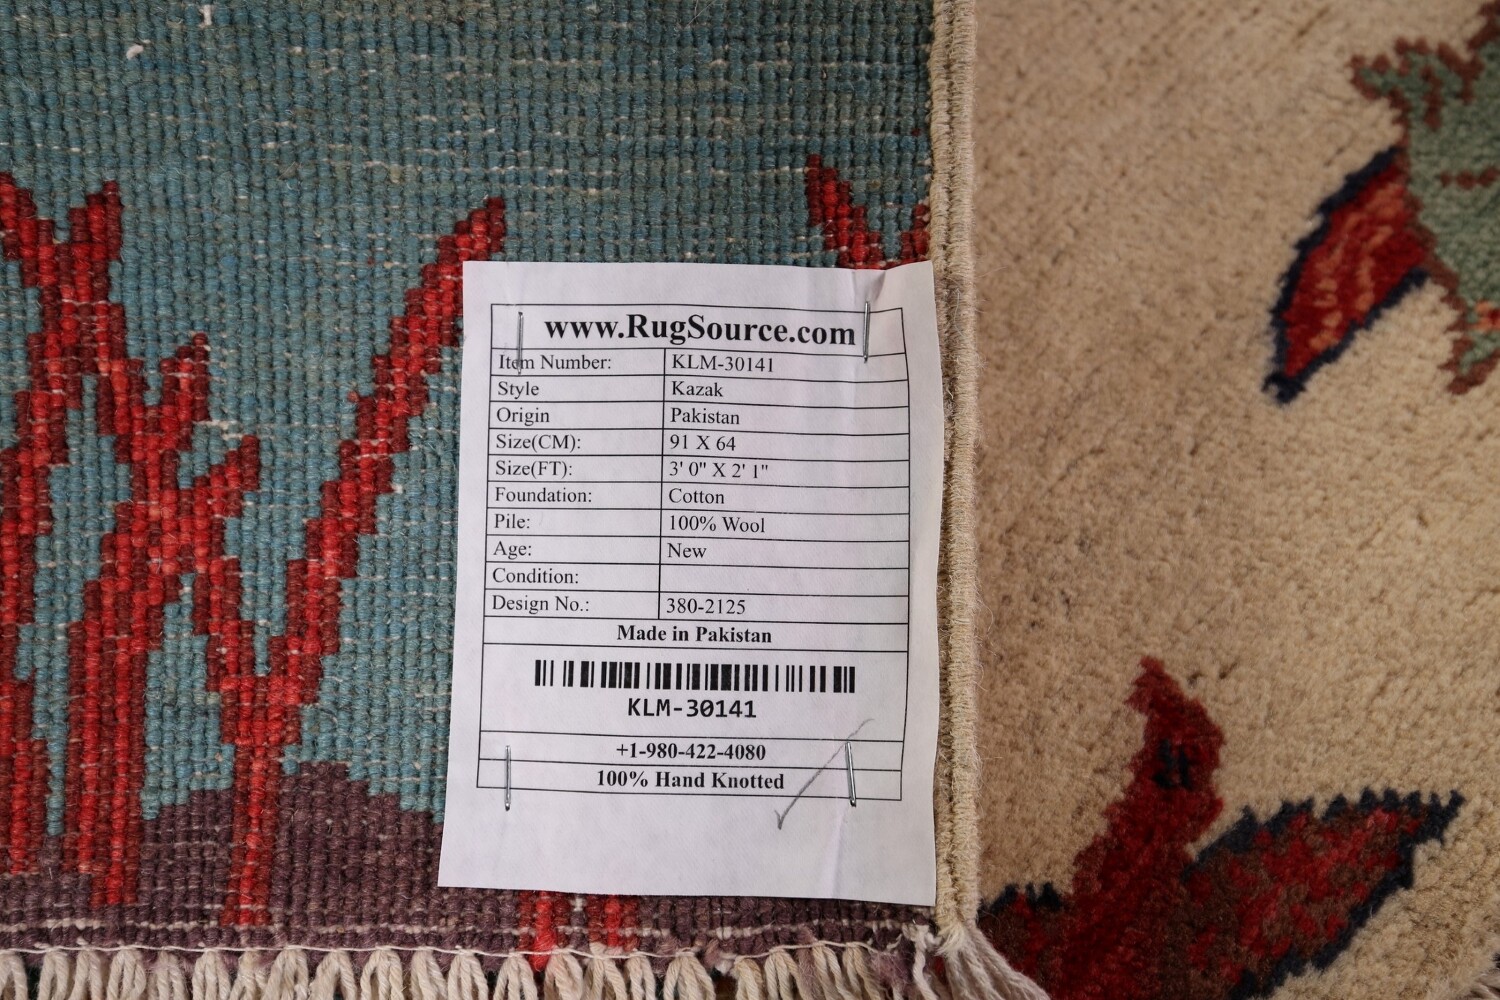 www.RugSource.com
Item Number: KLM-30141
Style Kazak
Origin Pakistan
Size(CM): 91 X 64
Size(FT): 3' 0" X 2' 1"
Foundation: Cotton
Pile: 100% Wool
Age: New
Condition:
Design No.: 380-2125
Made in Pakistan
KLM-30141
+1-980-422-4080
100% Hand Knotted